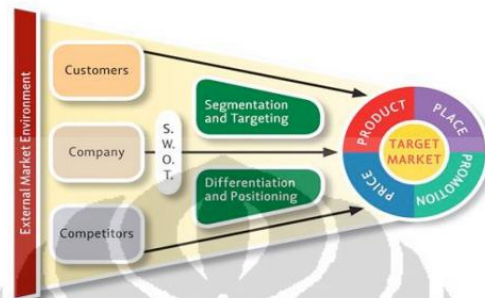 External Market Environment
Customers
Company
Competitors
S.W.O.T.
Segmentation
and Targeting
Differentiation
and Positioning
PRODUCT
PLACE
PRICE
PROMOTION
TARGET
MARKET